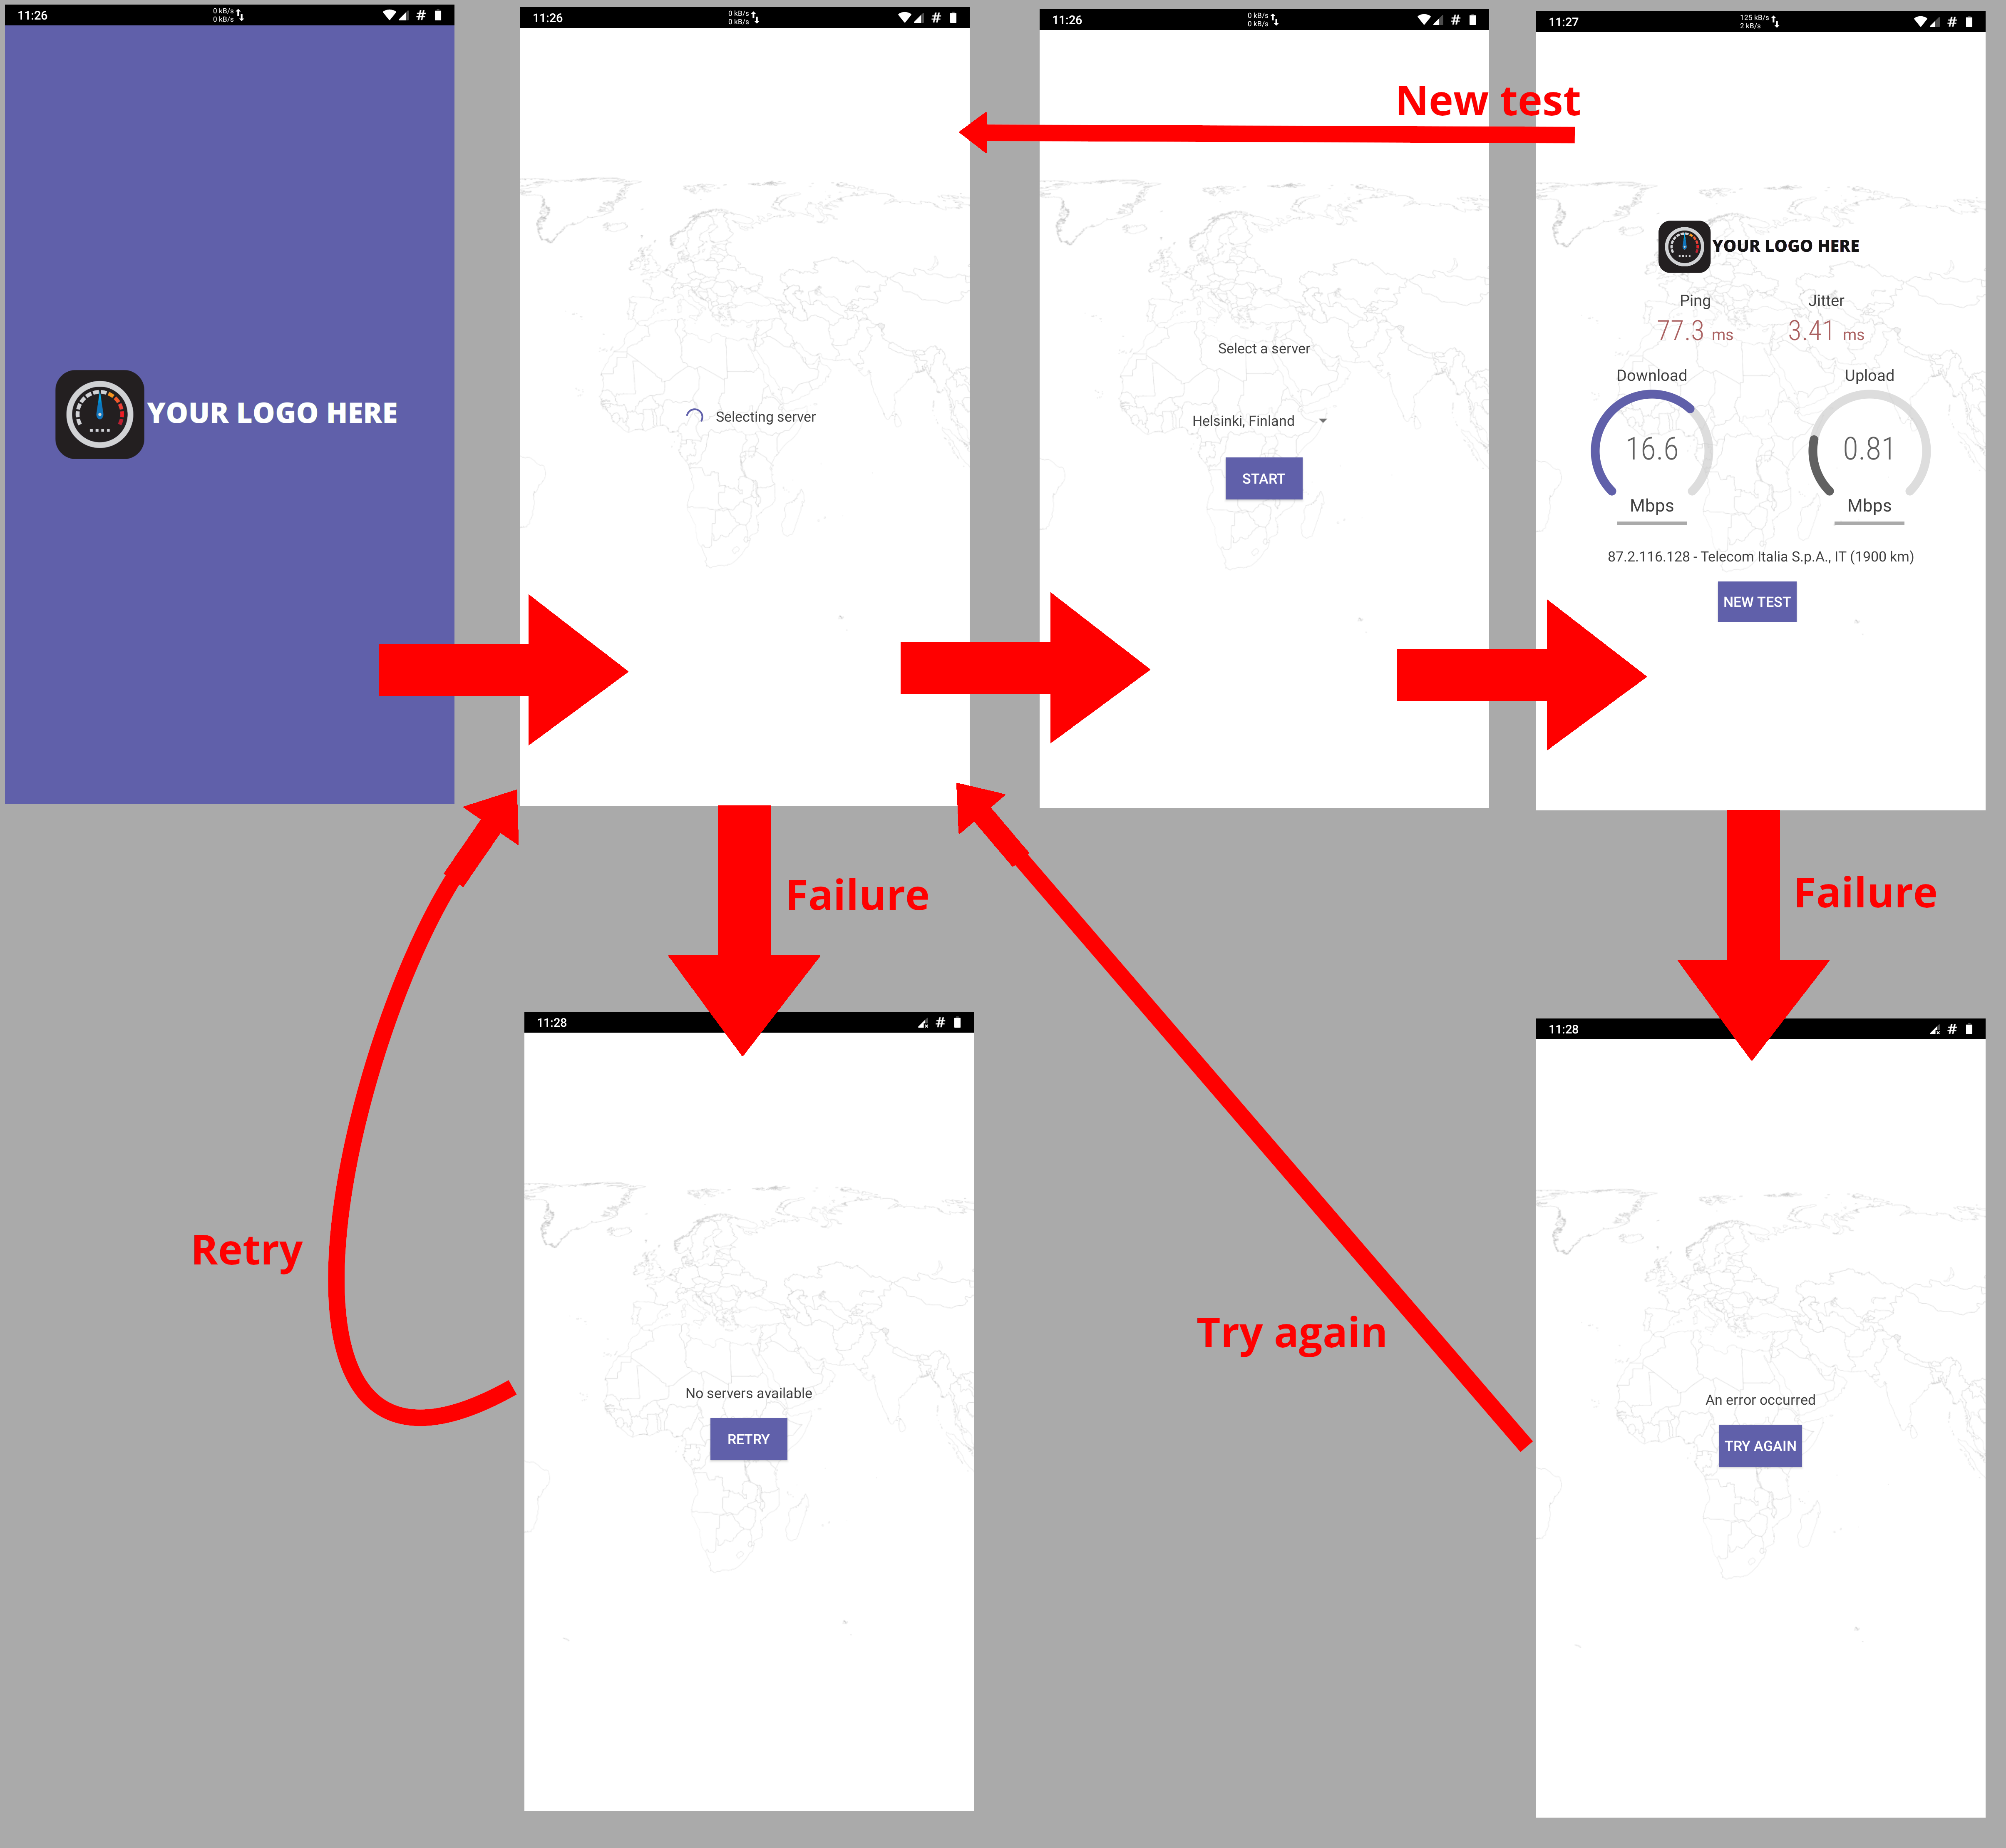 11:26
0 kB/s
0 kB/s
#
YOUR LOGO HERE
11:26
0 kB/s
0 kB/s
#
Selecting server
11:26
0 kB/s
0 kB/s
#
Select a server
Helsinki, Finland
START
New test
11:27
125 kB/s
2 kB/s
#
YOUR LOGO HERE
Ping Jitter
77.3 ms 3.41 ms
Download Upload
16.6 0.81
Mbps Mbps
87.2.116.128 - Telecom Italia S.p.A., IT (1900 km)
NEW TEST
Failure
Failure
Retry
Try again
11:28
#
No servers available
RETRY
11:28
#
An error occurred
TRY AGAIN